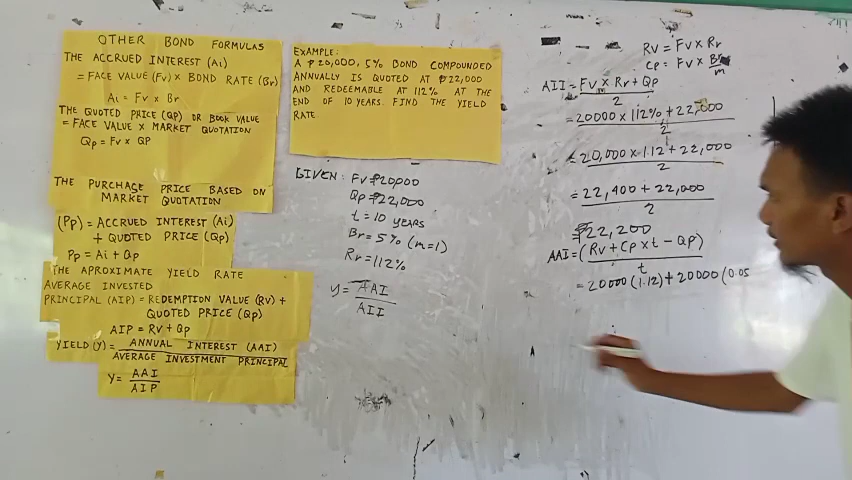 OTHER BOND FORMULAS
THE ACCRUED INTEREST (Ai)
= FACE VALUE (Fv) × BOND RATE (Br)
Ai = Fv × Br
THE QUOTED PRICE (QP) OR BOOK VALUE
= FACE VALUE × MARKET QUOTATION
Qp = Fv × QP
THE PURCHASE PRICE BASED ON
MARKET QUOTATION
(Pp) = ACCRUED INTEREST (Ai)
+ QUOTED PRICE (Qp)
Pp = Ai + Qp
THE APROXIMATE YIELD RATE
AVERAGE INVESTED
PRINCIPAL (AIP) = REDEMPTION VALUE (RV) +
QUOTED PRICE (QP)
AIP = RV + Qp
YIELD (Y) = ANNUAL INTEREST (AAI)
AVERAGE INVESTMENT PRINCIPAL
Y = AAI
AIP
EXAMPLE:
A ₱20,000, 5% BOND COMPOUNDED
ANNUALLY IS QUOTED AT ₱22,000
AND REDEEMABLE AT 112% AT THE
END OF 10 YEARS. FIND THE YIELD
RATE.
GIVEN: FV ₱20000
Qp = ₱22,000
t = 10 YEARS
Br = 5% (m=1)
Rr = 112%
y = AAI
AII
RV = Fv × Rr
Cp = Fv × Br
m
AII = Fv × Rr + Qp
2
= 20000 × 112% + 22,000
2
= 20,000 × 1.12 + 22,000
2
= 22,400 + 22,000
2
= ₱22,200
AAI = (Rv + Cp × t − QP)
t
= 20000 (1.12) + 20000 (0.05